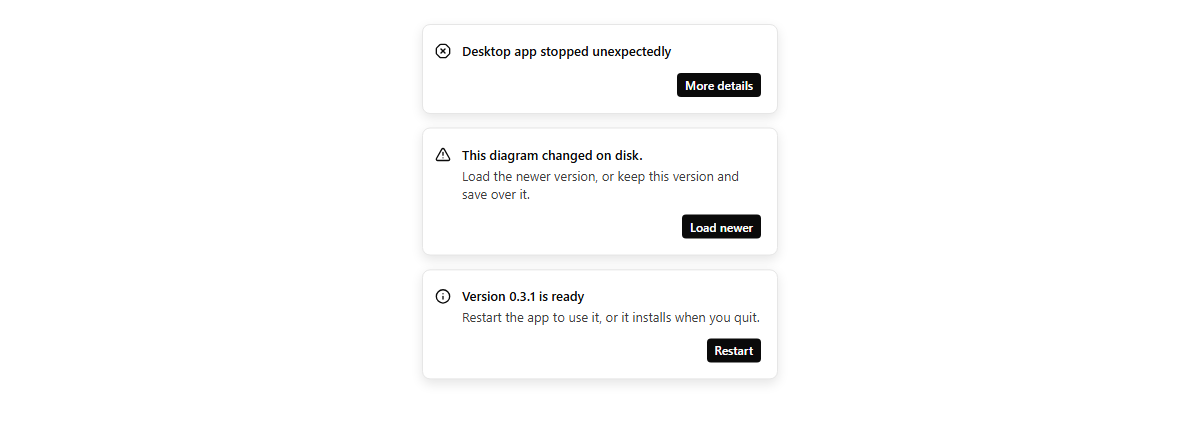 Desktop app stopped unexpectedly
More details
This diagram changed on disk.
Load the newer version, or keep this version and
save over it.
Load newer
Version 0.3.1 is ready
Restart the app to use it, or it installs when you quit.
Restart